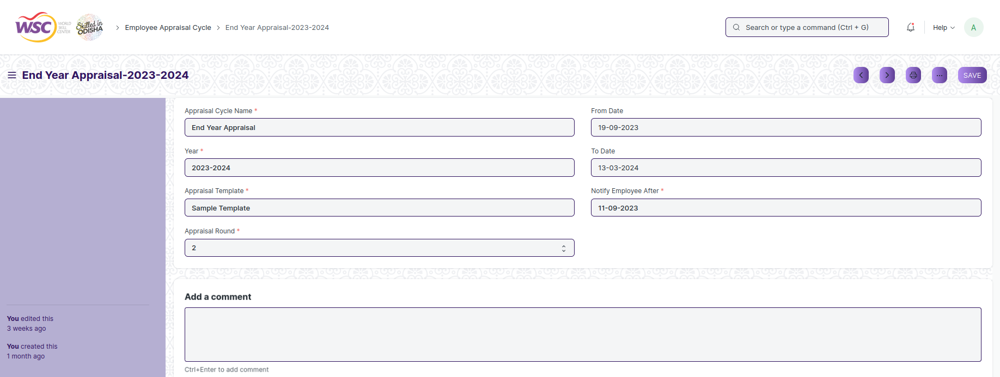 WSC WORLD SKILL CENTER Skilled in ODISHA > Employee Appraisal Cycle > End Year Appraisal-2023-2024 Search or type a command (Ctrl + G) Help A
End Year Appraisal-2023-2024 ... SAVE
Appraisal Cycle Name *
End Year Appraisal
From Date
19-09-2023
Year *
2023-2024
To Date
13-03-2024
Appraisal Template *
Sample Template
Notify Employee After *
11-09-2023
Appraisal Round *
2
Add a comment
Ctrl+Enter to add comment
You edited this
3 weeks ago
You created this
1 month ago